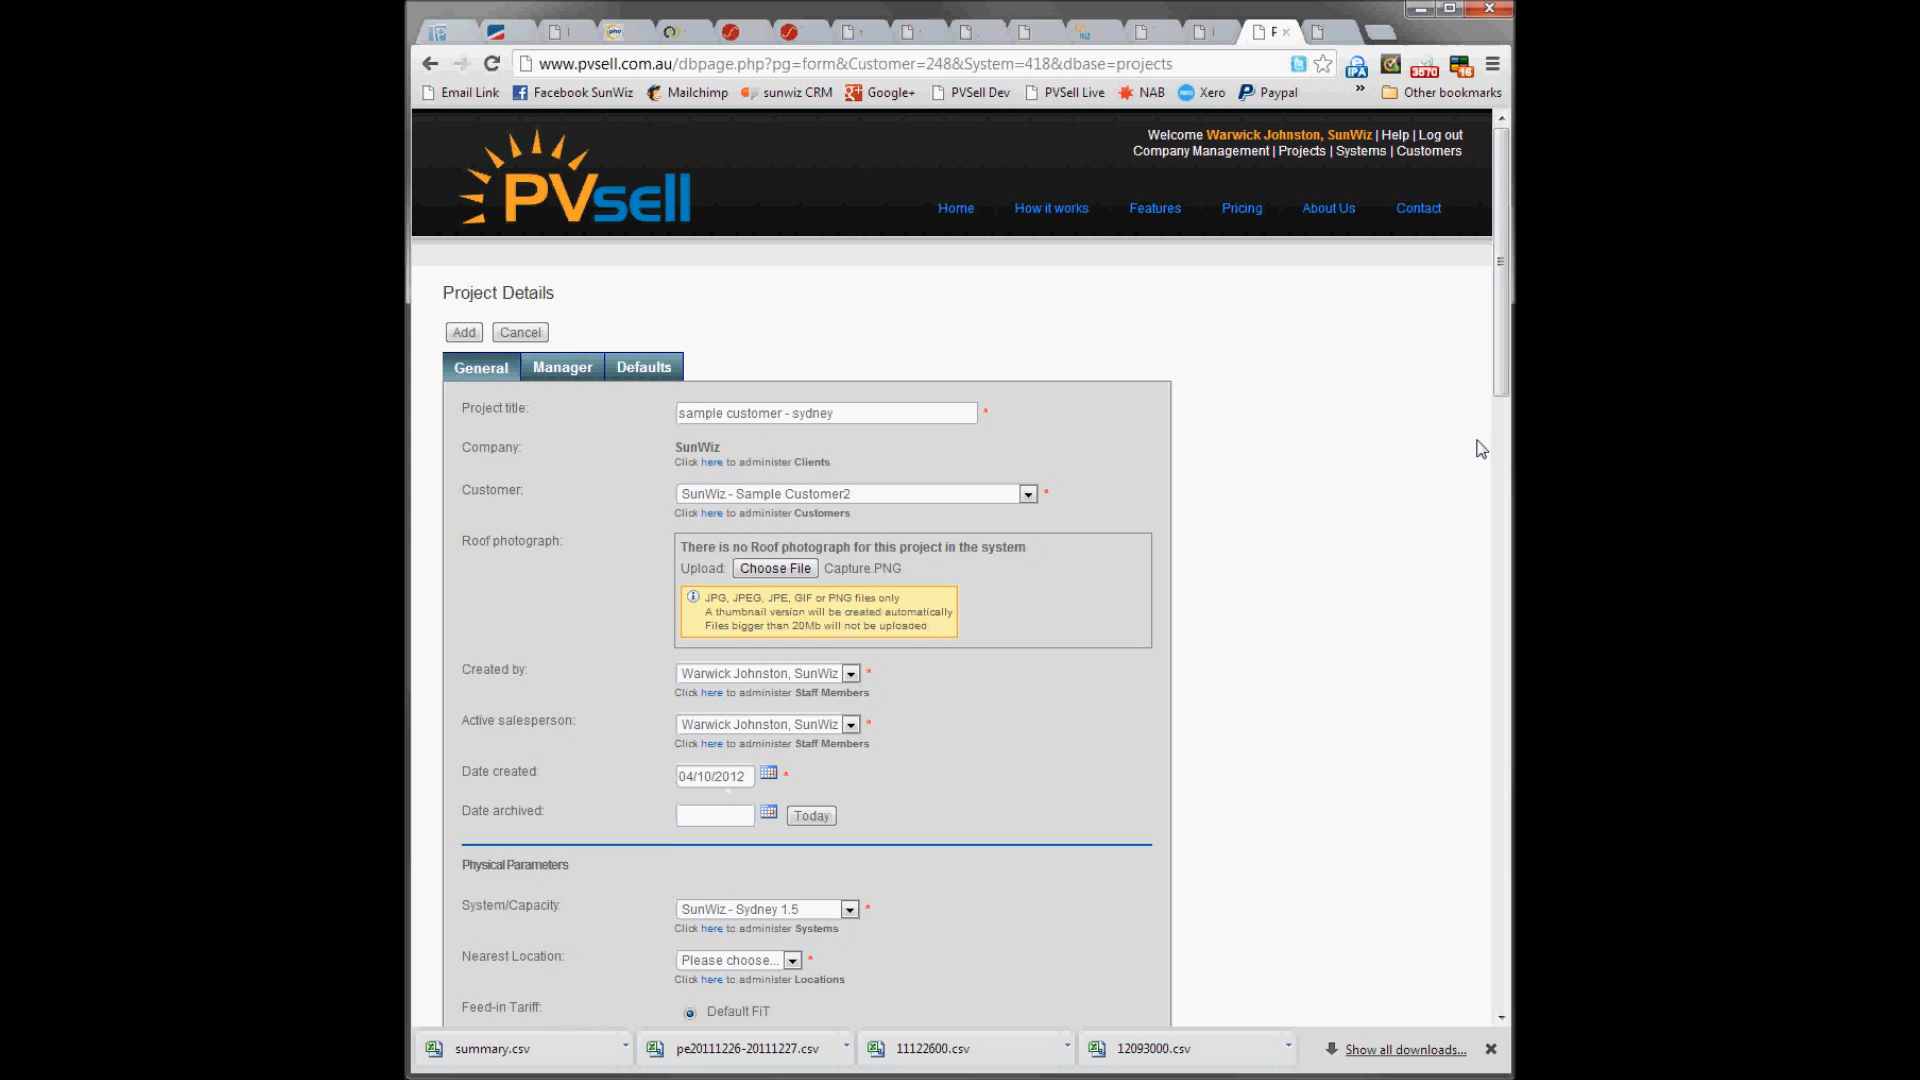 F
www.pvsell.com.au/dbpage.php?pg=form&Customer=248&System=418&dbase=projects
IPA
3570
16
Email Link
Facebook SunWiz
Mailchimp
sunwiz CRM
Google+
PVSell Dev
PVSell Live
NAB
Xero
Paypal
»
Other bookmarks
PVsell
Welcome Warwick Johnston, SunWiz | Help | Log out
Company Management | Projects | Systems | Customers
Home
How it works
Features
Pricing
About Us
Contact
Project Details
Add
Cancel
General
Manager
Defaults
Project title:
sample customer - sydney *
Company:
SunWiz
Click here to administer Clients
Customer:
SunWiz - Sample Customer2 *
Click here to administer Customers
Roof photograph:
There is no Roof photograph for this project in the system
Upload: Choose File Capture.PNG
JPG, JPEG, JPE, GIF or PNG files only
A thumbnail version will be created automatically
Files bigger than 20Mb will not be uploaded
Created by:
Warwick Johnston, SunWiz *
Click here to administer Staff Members
Active salesperson:
Warwick Johnston, SunWiz *
Click here to administer Staff Members
Date created:
04/10/2012 *
Date archived:
Today
Physical Parameters
System/Capacity:
SunWiz - Sydney 1.5 *
Click here to administer Systems
Nearest Location:
Please choose... *
Click here to administer Locations
Feed-in Tariff:
Default FiT
summary.csv
pe20111226-20111227.csv
11122600.csv
12093000.csv
Show all downloads...